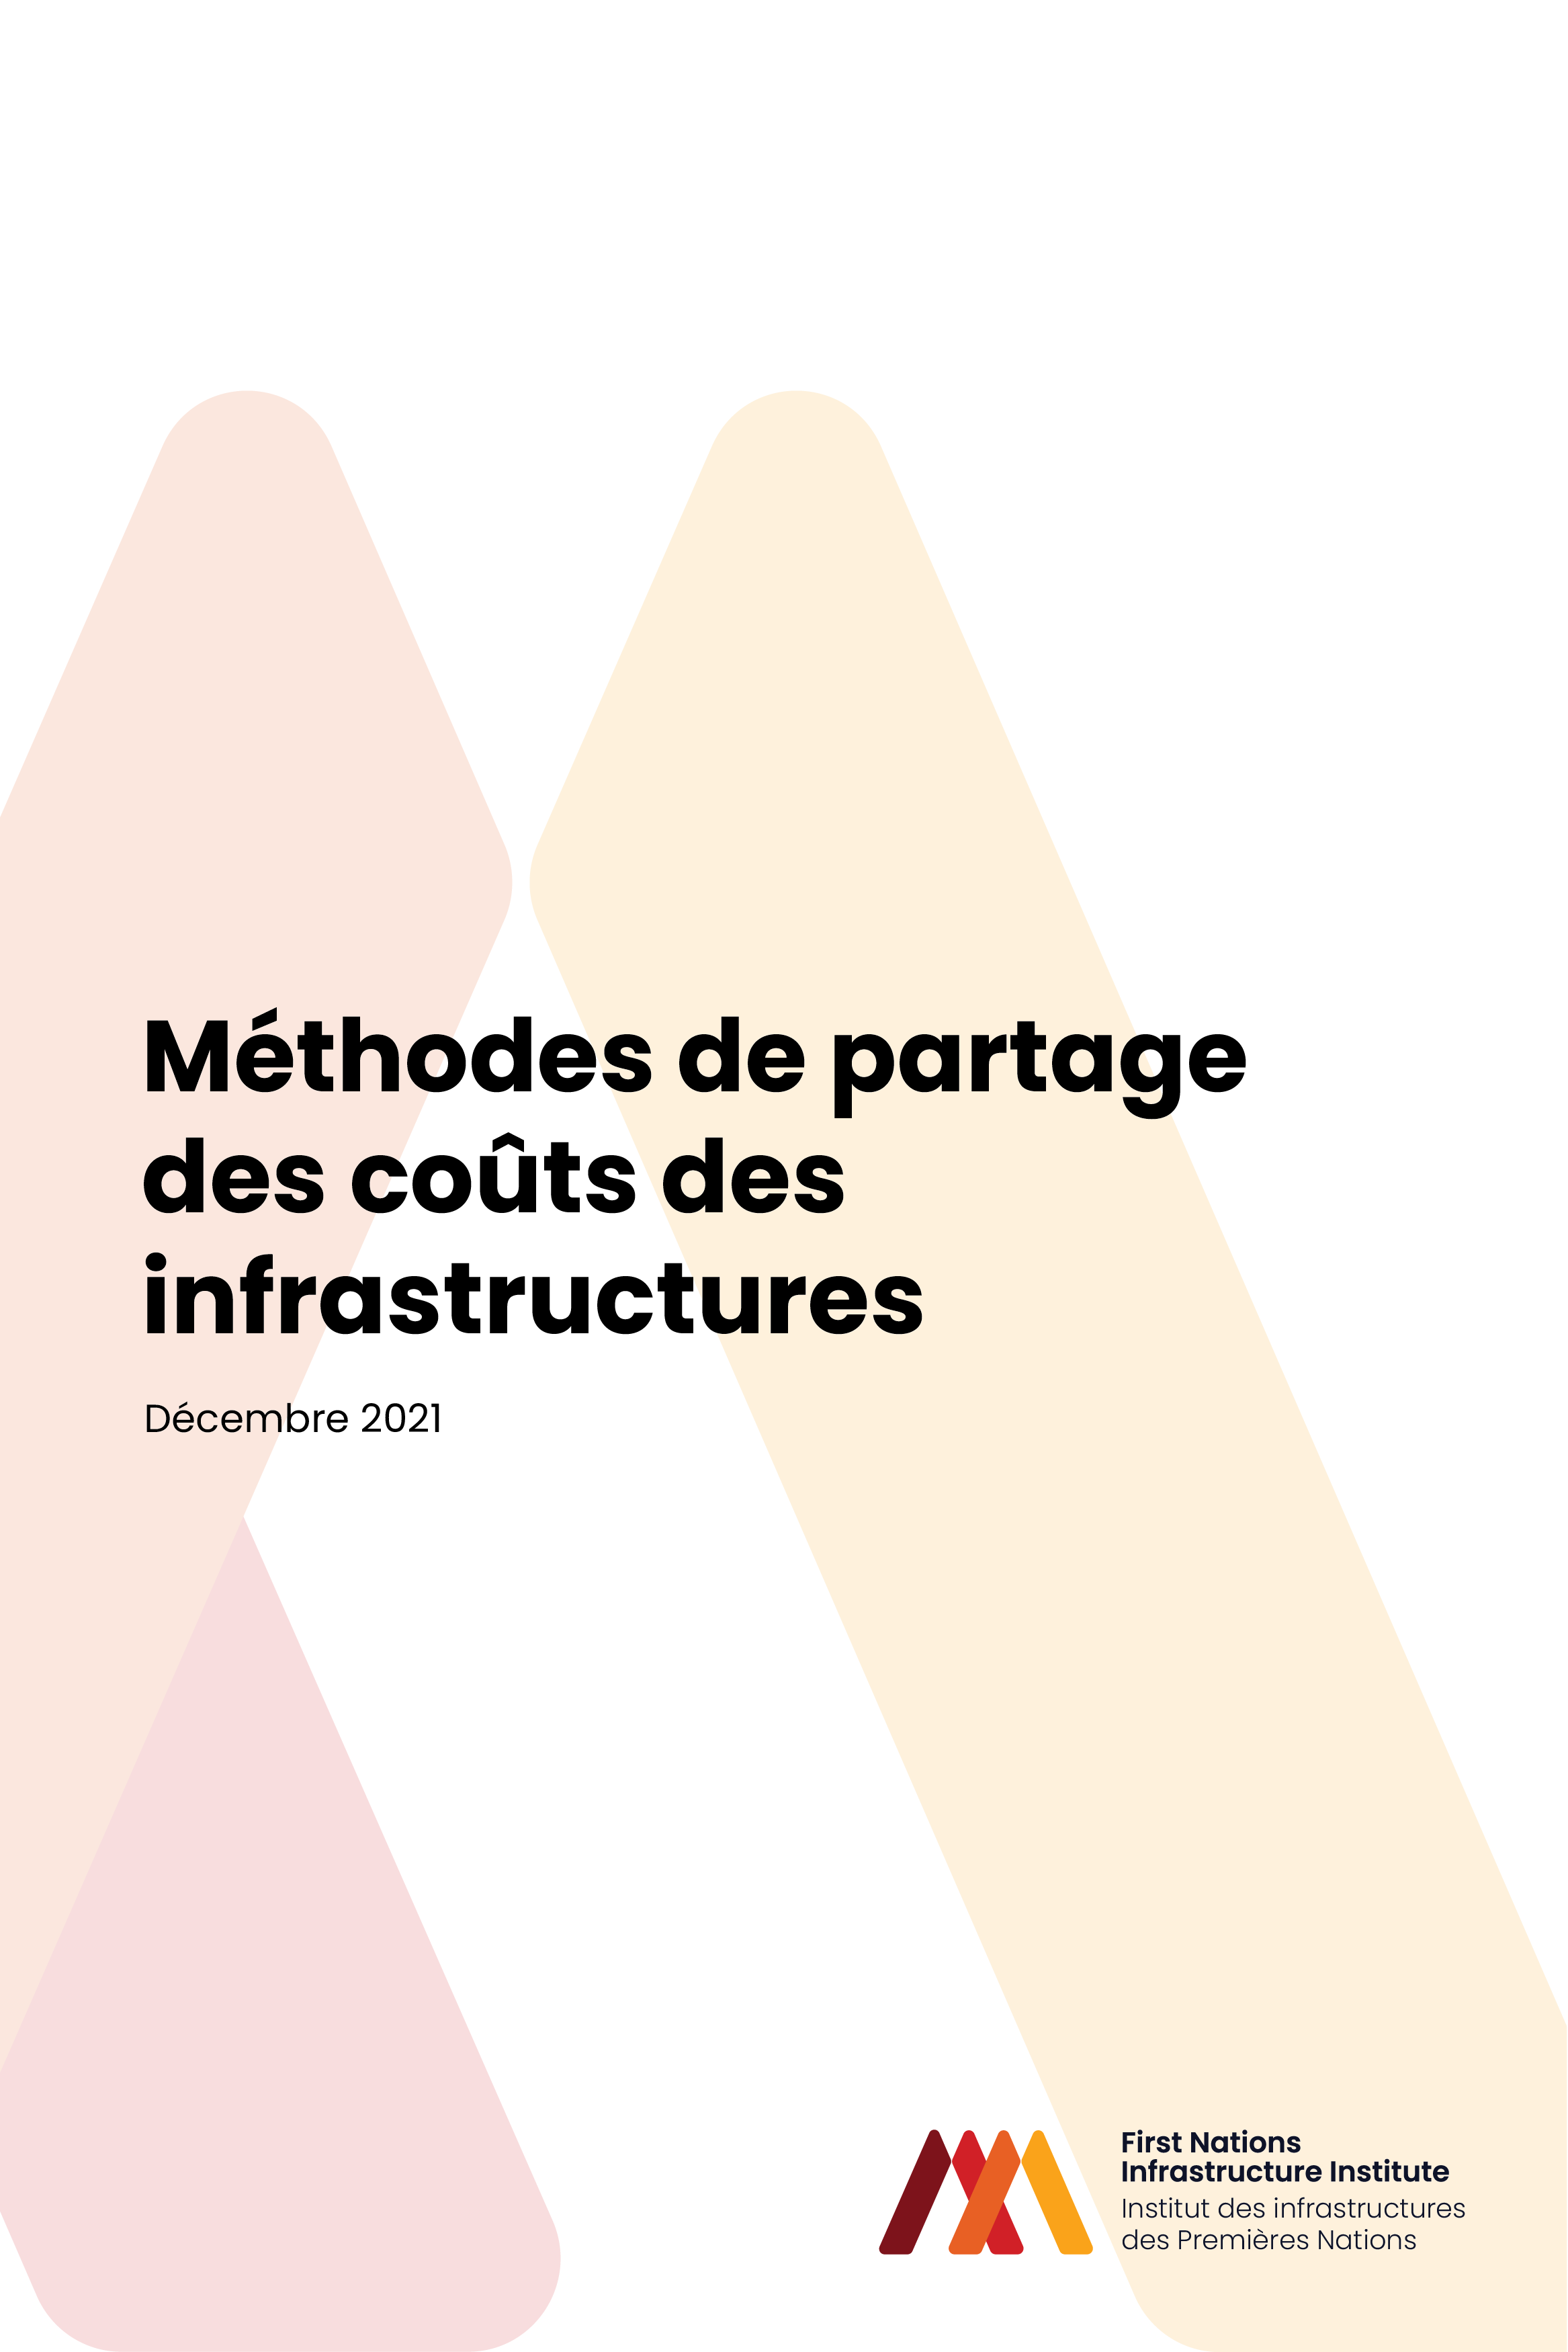 Méthodes de partage
des coûts des
infrastructures
Décembre 2021
First Nations
Infrastructure Institute
Institut des infrastructures
des Premières Nations